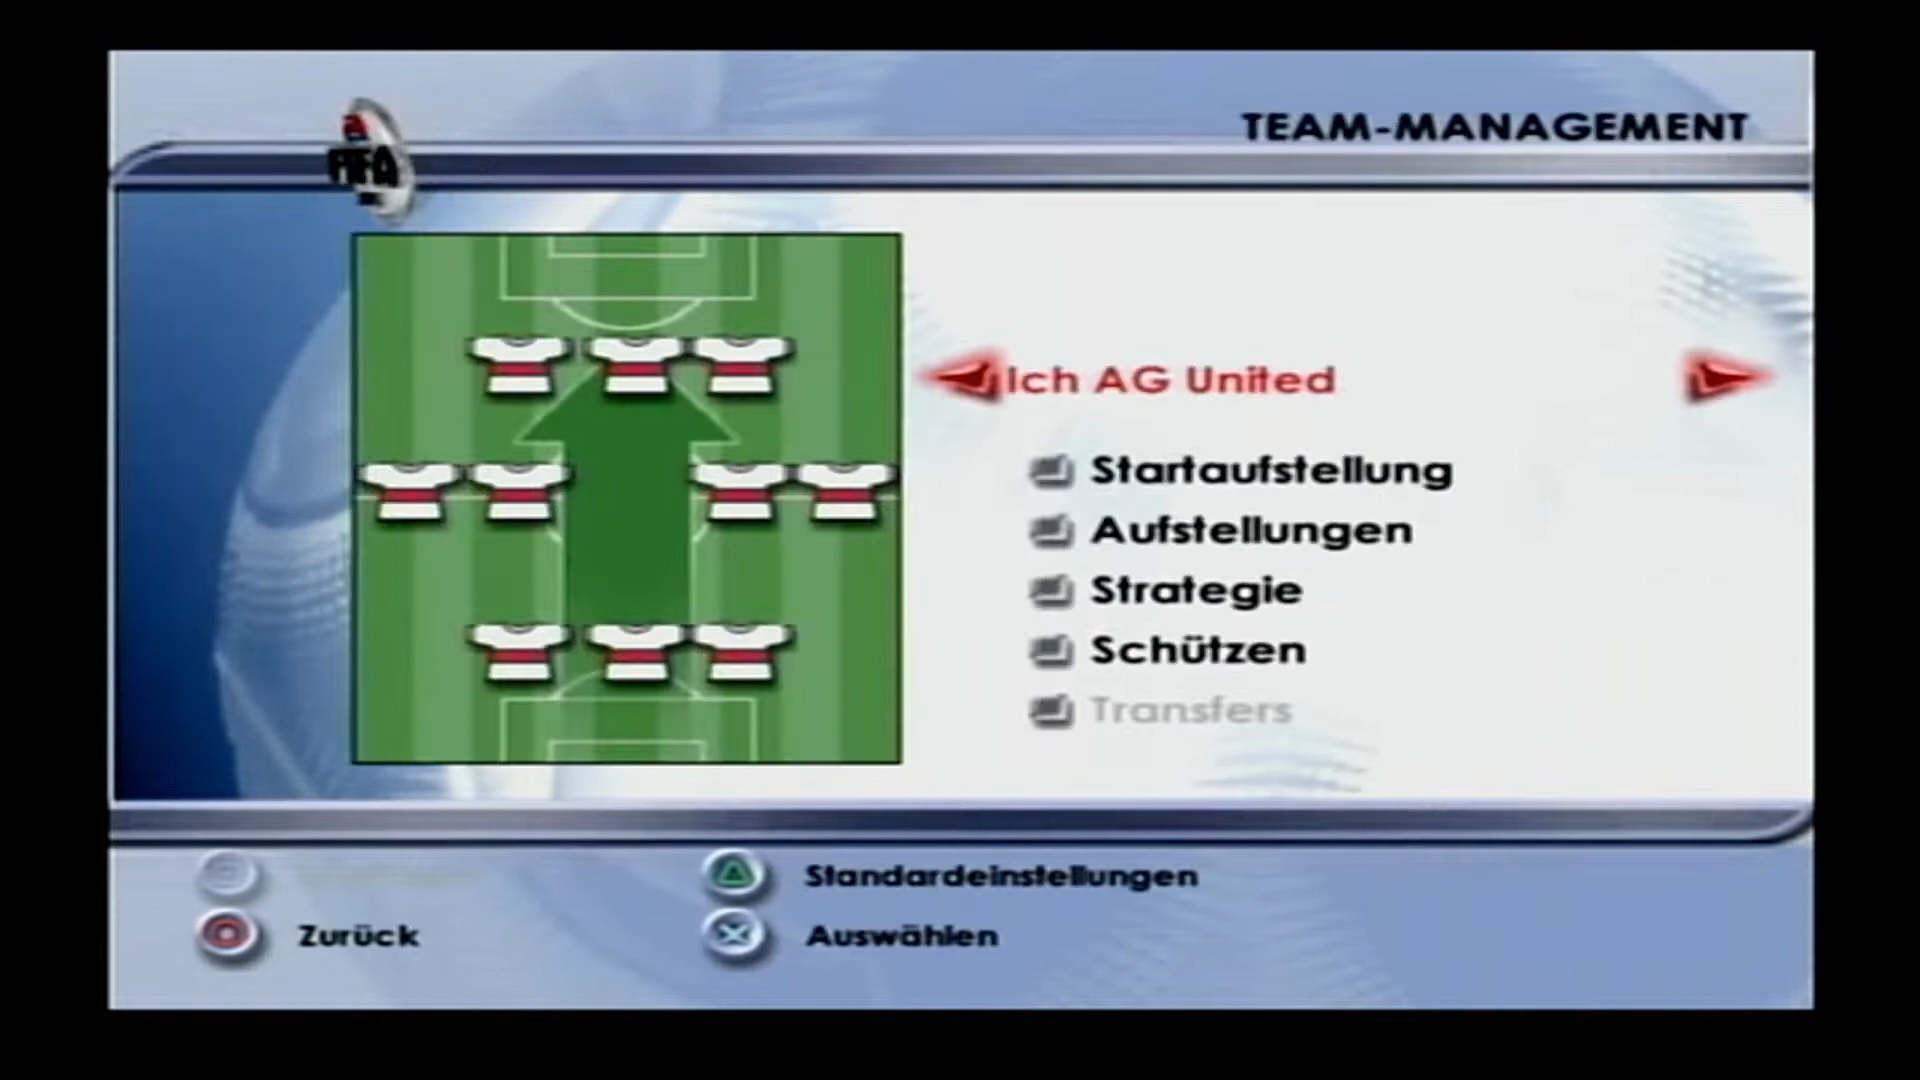 TEAM-MANAGEMENT
FIFA
Ich AG United
Startaufstellung
Aufstellungen
Strategie
Schützen
Transfers
Standardeinstellungen
Zurück
Auswählen